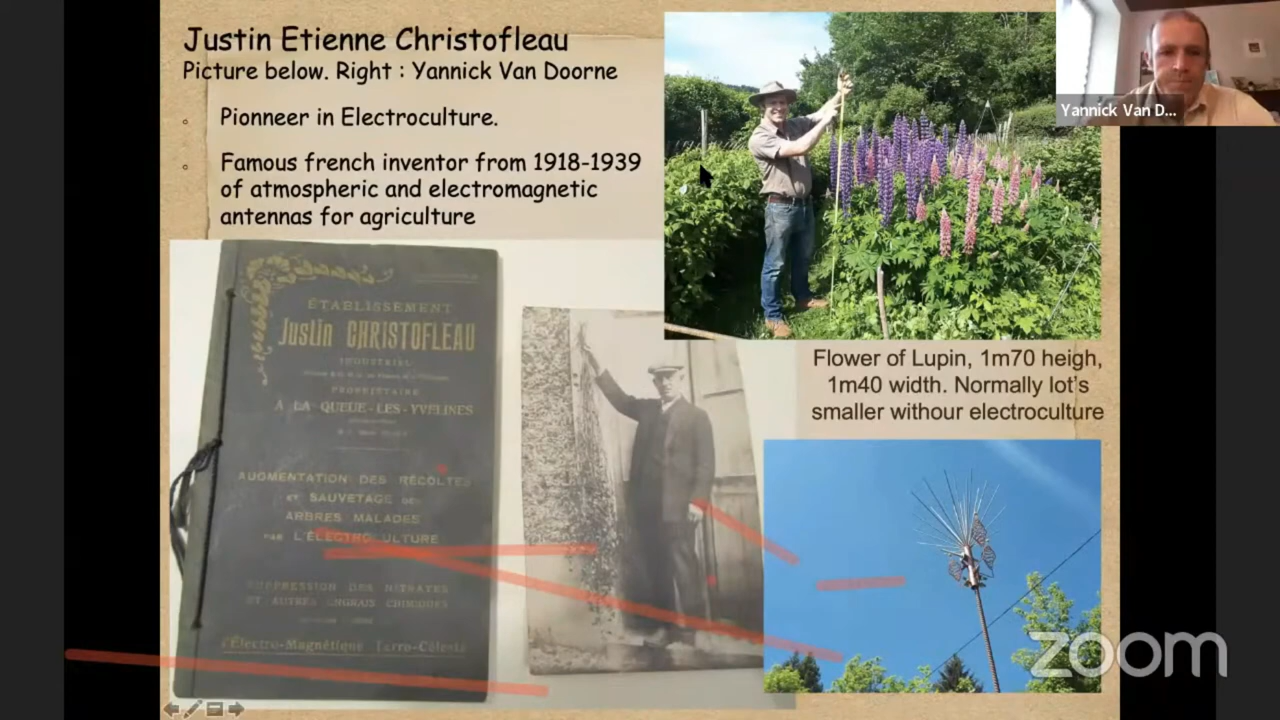 Justin Etienne Christofleau
Picture below. Right : Yannick Van Doorne
Pionneer in Electroculture.
Famous french inventor from 1918-1939
of atmospheric and electromagnetic
antennas for agriculture
Yannick Van D...
ÉTABLISSEMENT
Justin CHRISTOFLEAU
INDUSTRIEL
PROPRIÉTAIRE
A LA QUEUE-LES-YVELINES
AUGMENTATION DES RÉCOLTES
ET SAUVETAGE DES
ARBRES MALADES
PAR L'ÉLECTROCULTURE
SUPPRESSION DES NITRATES
ET AUTRES ENGRAIS CHIMIQUES
l'Électro-Magnétique Terro-Céleste
Flower of Lupin, 1m70 heigh,
1m40 width. Normally lot's
smaller withour electroculture
zoom